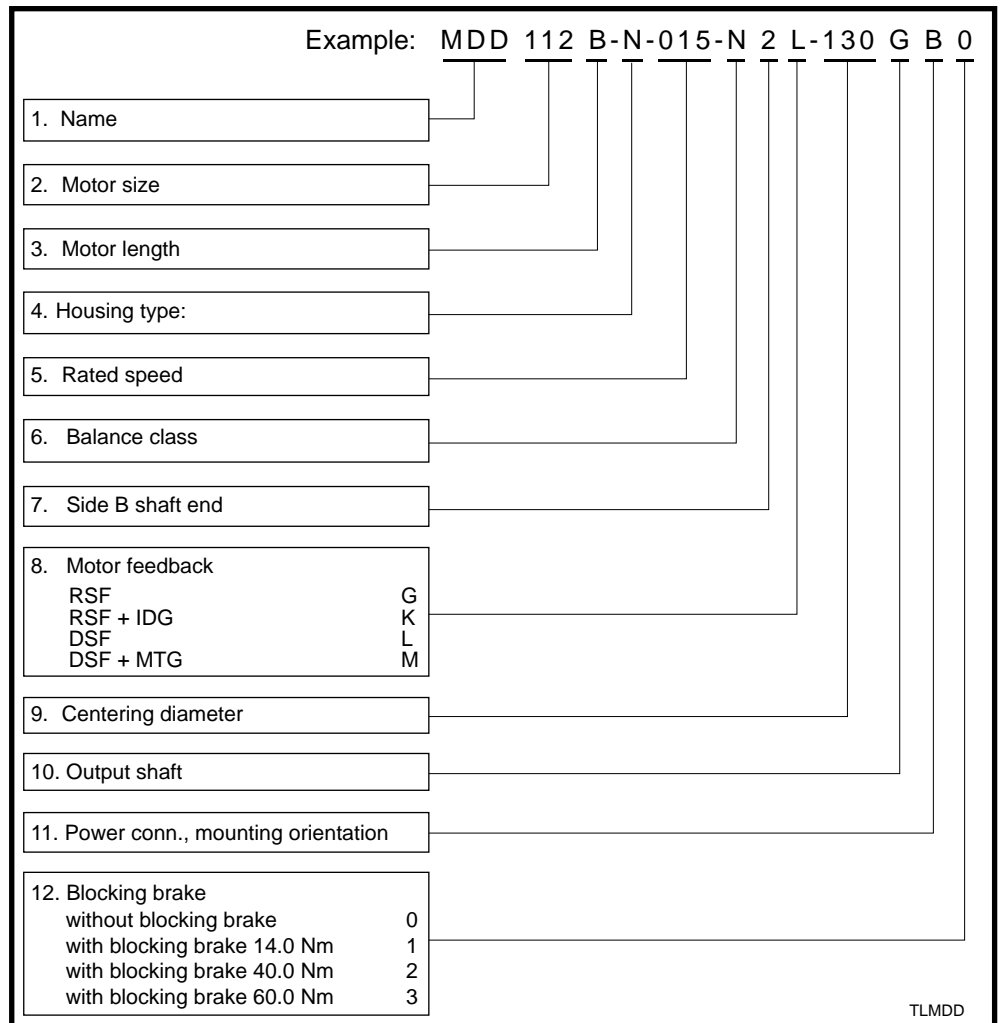 Example: MDD 112 B-N-015-N 2 L-130 G B 0
1. Name
2. Motor size
3. Motor length
4. Housing type:
5. Rated speed
6. Balance class
7. Side B shaft end
8. Motor feedback
RSF G
RSF + IDG K
DSF L
DSF + MTG M
9. Centering diameter
10. Output shaft
11. Power conn., mounting orientation
12. Blocking brake
without blocking brake 0
with blocking brake 14.0 Nm 1
with blocking brake 40.0 Nm 2
with blocking brake 60.0 Nm 3
TLMDD